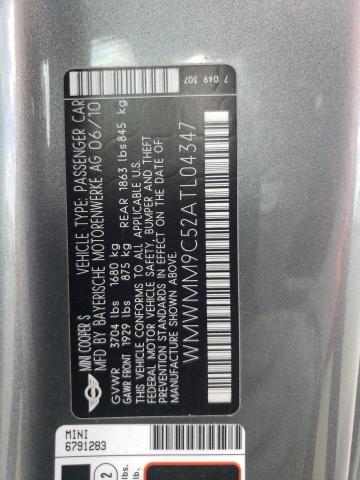 MINI COOPER S
VEHICLE TYPE: PASSENGER CAR
MFD BY BAYERISCHE MOTORENWERKE AG 06/10
GVWR 3704 lbs 1680 kg
GAWR FRONT 1929 lbs 875 kg REAR 1863 lbs 845 kg
THIS VEHICLE CONFORMS TO ALL APPLICABLE
FEDERAL MOTOR VEHICLE SAFETY, BUMPER AND THEFT
PREVENTION STANDARDS IN EFFECT ON THE DATE
OF MANUFACTURE SHOWN ABOVE.
WMWMM9C52ATL04347
7 049 307
MINI
6791283
2
lbs.
lbs.